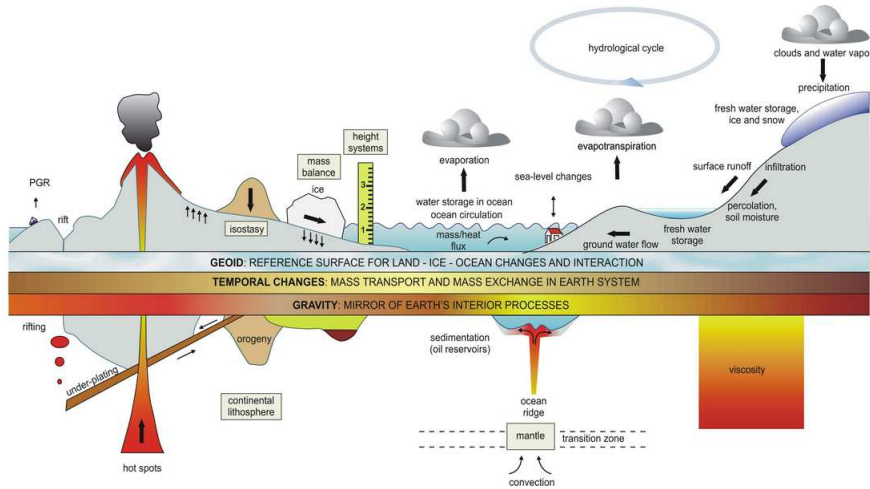 hydrological cycle
clouds and water vapo
precipitation
fresh water storage,
ice and snow
height
systems
mass
balance
ice
3
2
1
evaporation
evapotranspiration
sea-level changes
water storage in ocean
ocean circulation
mass/heat
flux
surface runoff
infiltration
percolation,
soil moisture
fresh water
storage
ground water flow
PGR
rift
isostasy
GEOID: REFERENCE SURFACE FOR LAND - ICE - OCEAN CHANGES AND INTERACTION
TEMPORAL CHANGES: MASS TRANSPORT AND MASS EXCHANGE IN EARTH SYSTEM
GRAVITY: MIRROR OF EARTH'S INTERIOR PROCESSES
rifting
under-plating
orogeny
continental
lithosphere
hot spots
sedimentation
(oil reservoirs)
ocean
ridge
mantle
transition zone
convection
viscosity